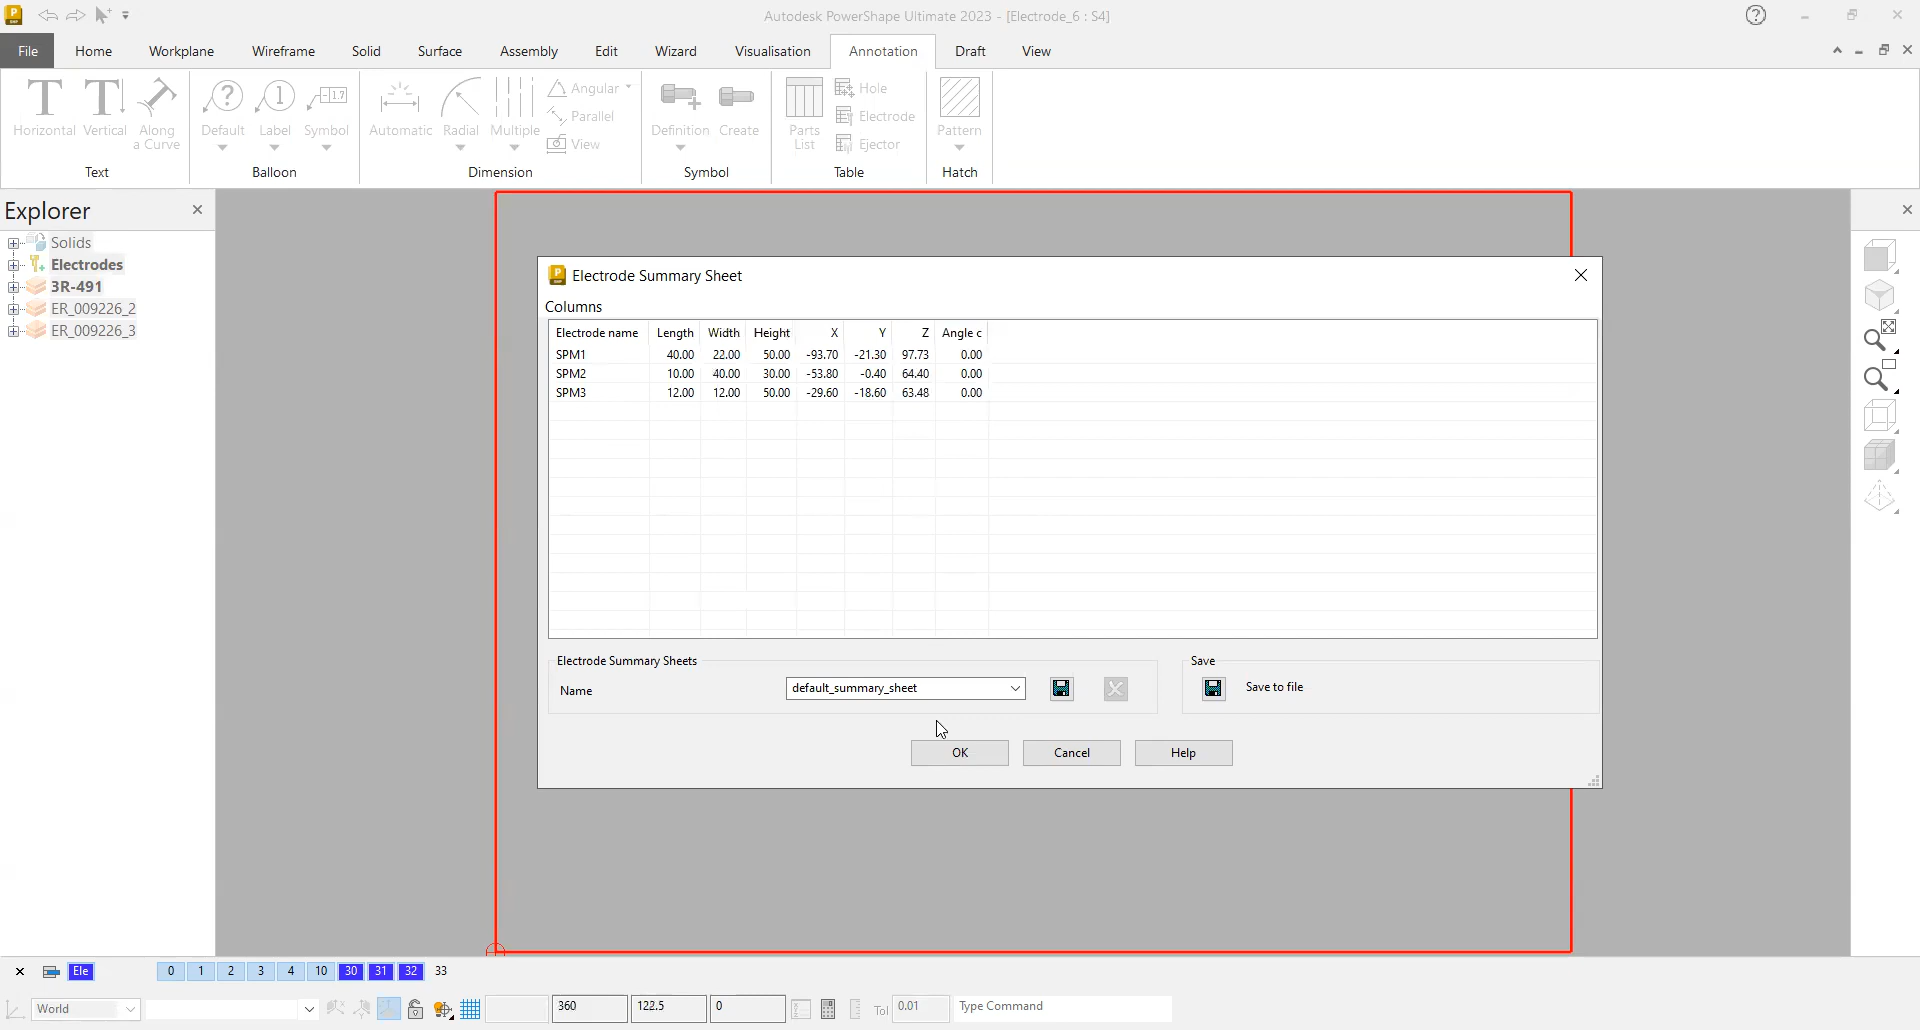 Autodesk PowerShape Ultimate 2023 - [Electrode_6 : S4]
File Home Workplane Wireframe Solid Surface Assembly Edit Wizard Visualisation Annotation Draft View
Horizontal Vertical Along a Curve
Text
Default Label Symbol
Balloon
Automatic Radial Multiple
Angular
Parallel
View
Dimension
Definition Create
Symbol
Parts List
Hole
Electrode
Ejector
Table
Pattern
Hatch
Explorer
Solids
Electrodes
3R-491
ER_009226_2
ER_009226_3
Electrode Summary Sheet
Columns
Electrode name Length Width Height X Y Z Angle c
SPM1 40.00 22.00 50.00 -93.70 -21.30 97.73 0.00
SPM2 10.00 40.00 30.00 -53.80 -0.40 64.40 0.00
SPM3 12.00 12.00 50.00 -29.60 -18.60 63.48 0.00
Electrode Summary Sheets
Name default_summary_sheet
Save
Save to file
OK Cancel Help
Ele 0 1 2 3 4 10 30 31 32 33
World 360 122.5 0 Tol 0.01 Type Command